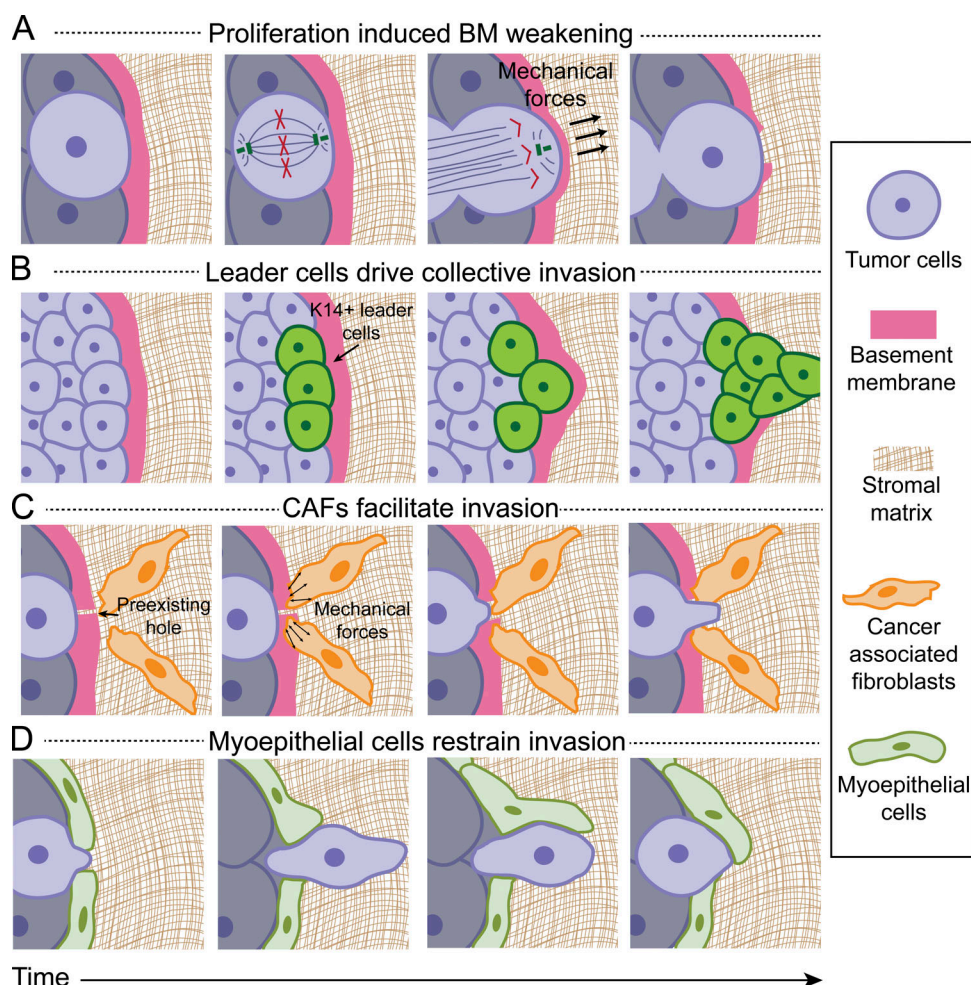 A
Proliferation induced BM weakening
Mechanical
forces
B
Leader cells drive collective invasion
K14+ leader
cells
C
CAFs facilitate invasion
Preexisting
hole
Mechanical
forces
D
Myoepithelial cells restrain invasion
Time
Tumor cells
Basement
membrane
Stromal
matrix
Cancer
associated
fibroblasts
Myoepithelial
cells